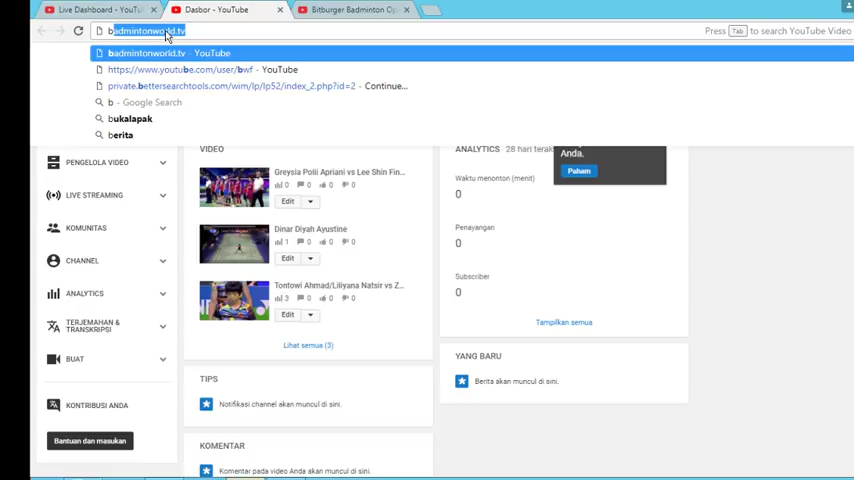 Live Dashboard - YouTu
Dasbor - YouTube
Bitburger Badminton Op
badmintonworld.tv
Press Tab to search YouTube Video
badmintonworld.tv - YouTube
https://www.youtube.com/user/bwf - YouTube
private.bettersearchtools.com/wim/lp/lp52/index_2.php?id=2 - Continue...
b - Google Search
bukalapak
berita
VIDEO
ANALYTICS 28 hari terak
Anda.
Paham
PENGELOLA VIDEO
LIVE STREAMING
KOMUNITAS
CHANNEL
ANALYTICS
TERJEMAHAN &
TRANSKRIPSI
BUAT
KONTRIBUSI ANDA
Bantuan dan masukan
Greysia Polii Apriani vs Lee Shin Fin...
0 0 0 0
Edit
Dinar Diyah Ayustine
1 0 0 0
Edit
Tontowi Ahmad/Liliyana Natsir vs Z...
3 0 0 0
Edit
Lihat semua (3)
Waktu menonton (menit)
0
Penayangan
0
Subscriber
0
Tampilkan semua
TIPS
Notifikasi channel akan muncul di sini.
KOMENTAR
Komentar pada video Anda akan muncul di sini.
YANG BARU
Berita akan muncul di sini.